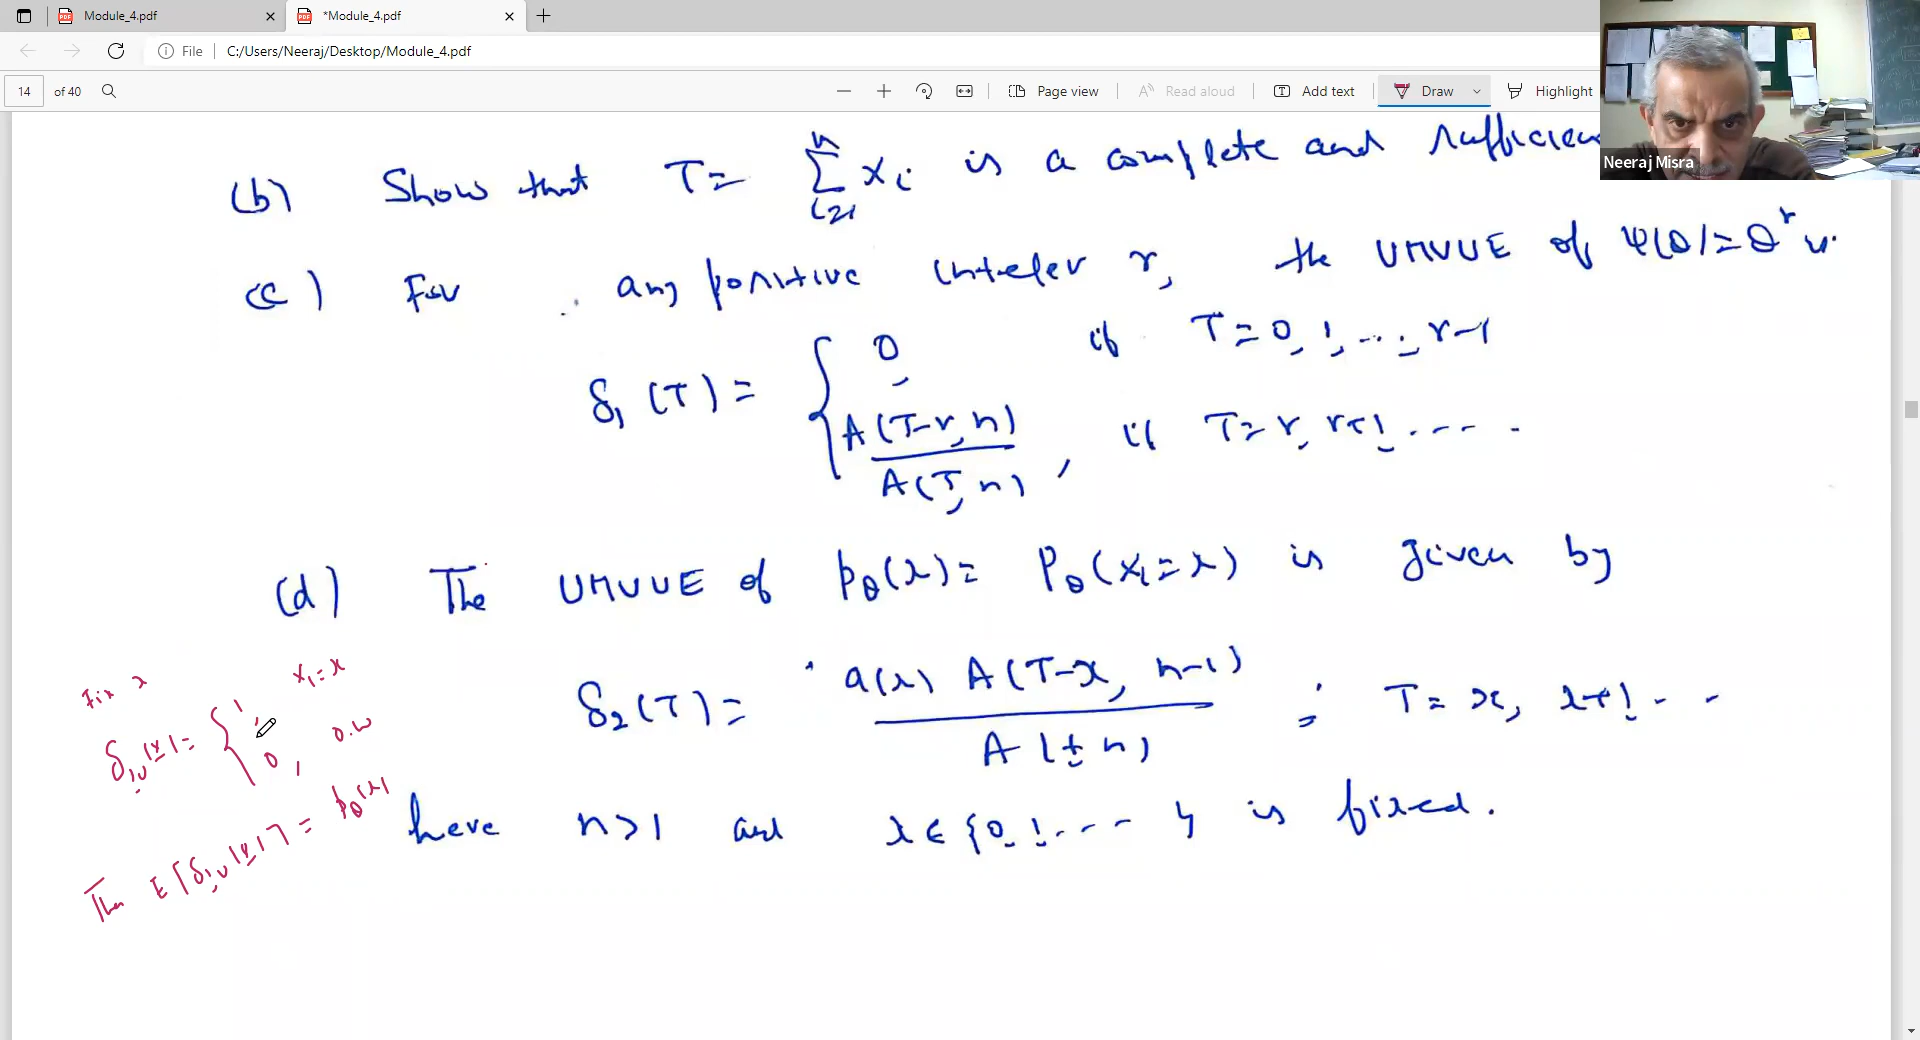 Module_4.pdf
*Module_4.pdf
File C:/Users/Neeraj/Desktop/Module_4.pdf
14 of 40 Page view Read aloud Add text Draw Highlight
Neeraj Misra
(b) Show that T = Σ_{i=1}^{n} X_i is a complete and sufficien
(c) For any positive integer r, the UMVUE of ψ(θ) = θ^r is
δ_1(T) = { 0, if T = 0, 1, ..., r-1
A(T-r, n) / A(T, n), if T = r, r+1, ....
(d) The UMVUE of p_θ(x) = P_θ(X_1 = x) is given by
Fix x
δ_{1,U}(X) = { 1, X_1 = x
0, o.w
δ_2(T) = a(x) A(T-x, n-1) / A(t, n) ; T = x, x+1, ..
Then E[δ_{1,U}(X)] = p_θ(x)
here n > 1 and x ∈ {0, 1, ...} is fixed.